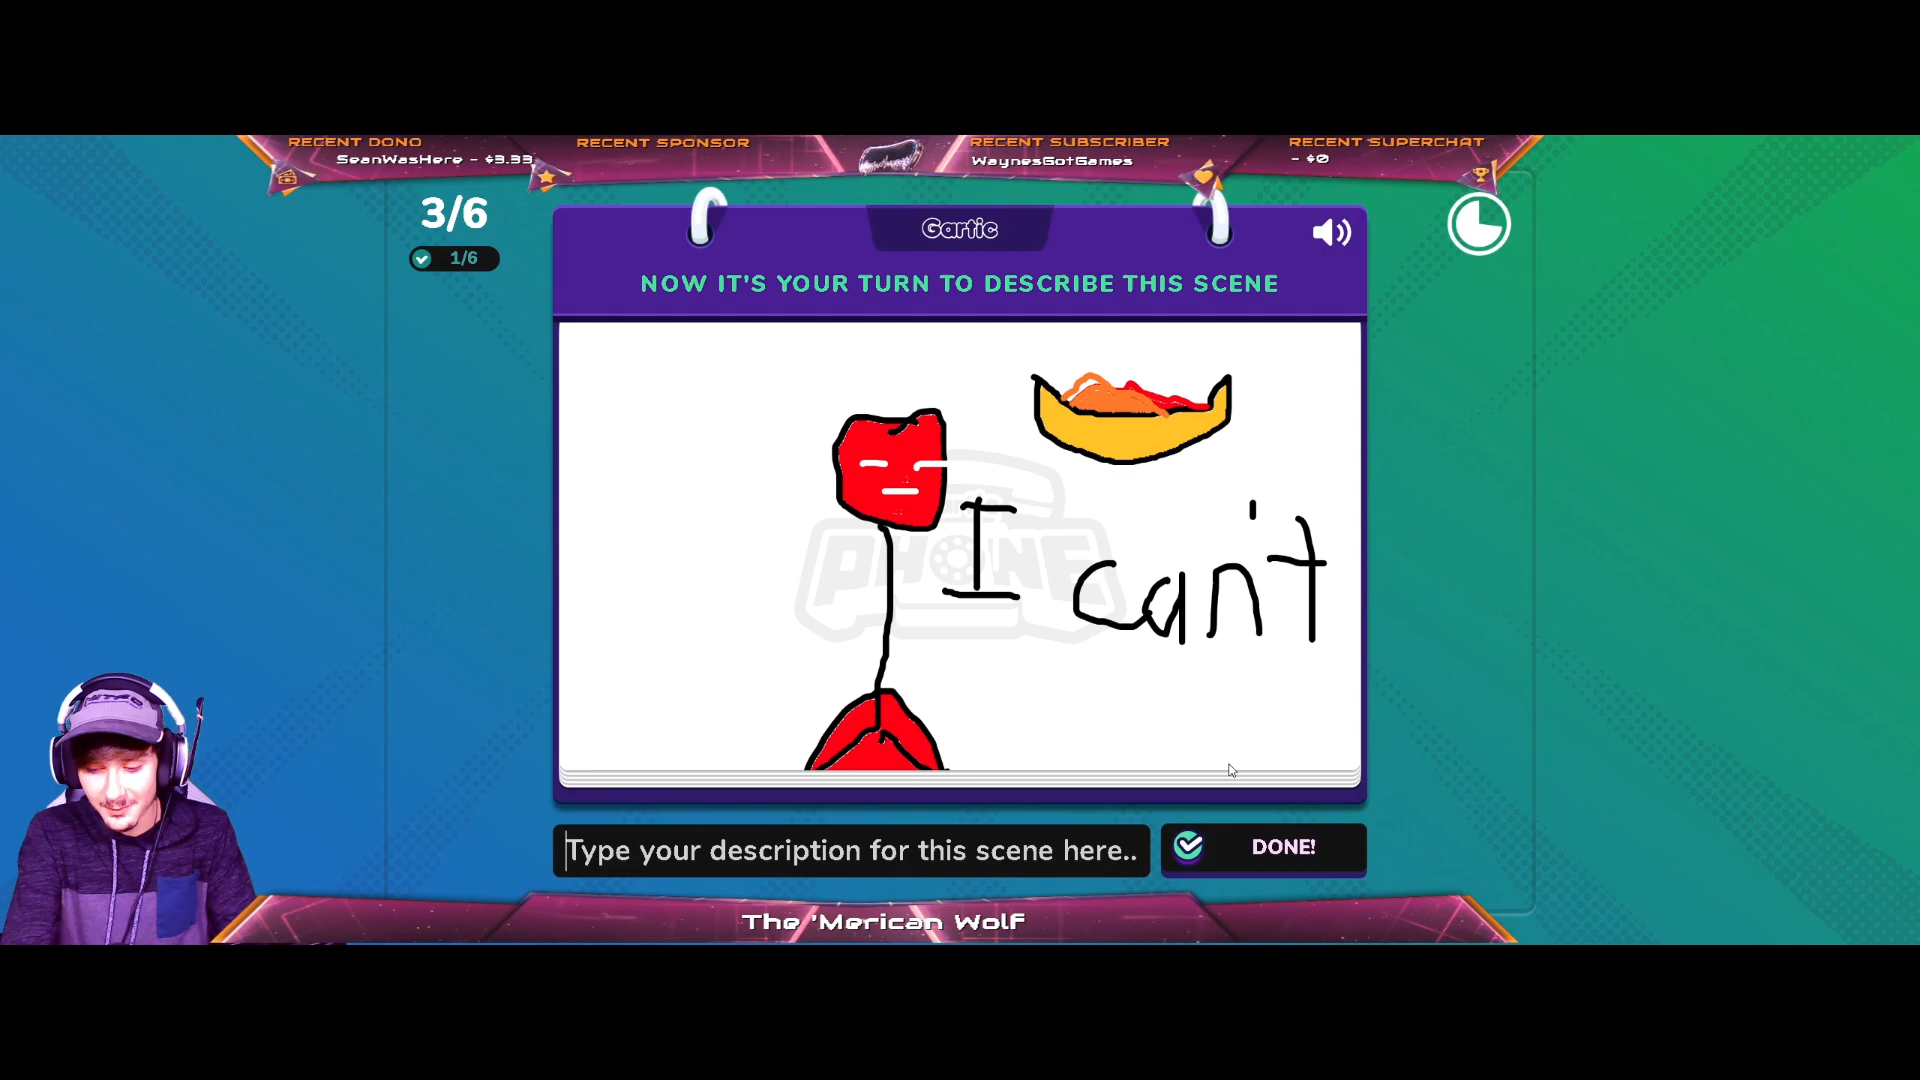 RECENT DONO
SeanWasHere - $3.33
RECENT SPONSOR
RECENT SUBSCRIBER
WaynesGotGames
RECENT SUPERCHAT
- $0
3/6
1/6
Gartic
NOW IT'S YOUR TURN TO DESCRIBE THIS SCENE
PHONE
I can't
NITRO
Type your description for this scene here..
DONE!
The 'Merican Wolf